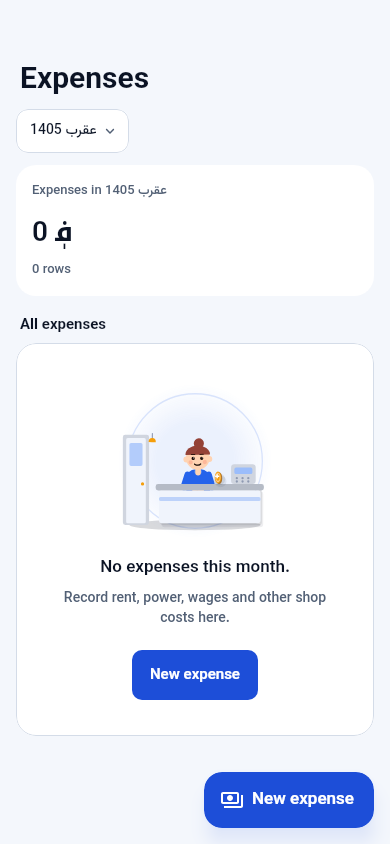 Expenses
عقرب 1405
Expenses in عقرب 1405
0 ؋
0 rows
All expenses
No expenses this month.
Record rent, power, wages and other shop
costs here.
New expense
New expense